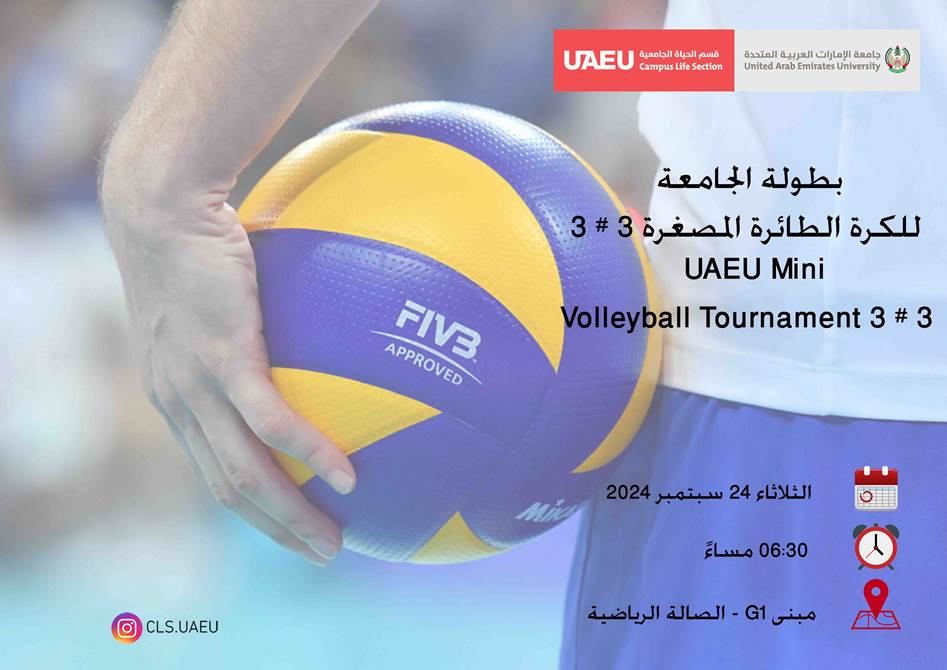 UAEU
قسم الحياة الجامعية
Campus Life Section
جامعة الإمارات العربية المتحدة
United Arab Emirates University
بطولة الجامعة
للكرة الطائرة المصغرة 3 # 3
UAEU Mini
Volleyball Tournament 3 # 3
FIVB
APPROVED
الثلاثاء 24 سبتمبر 2024
06:30 مساءً
مبنى G1 - الصالة الرياضية
CLS.UAEU